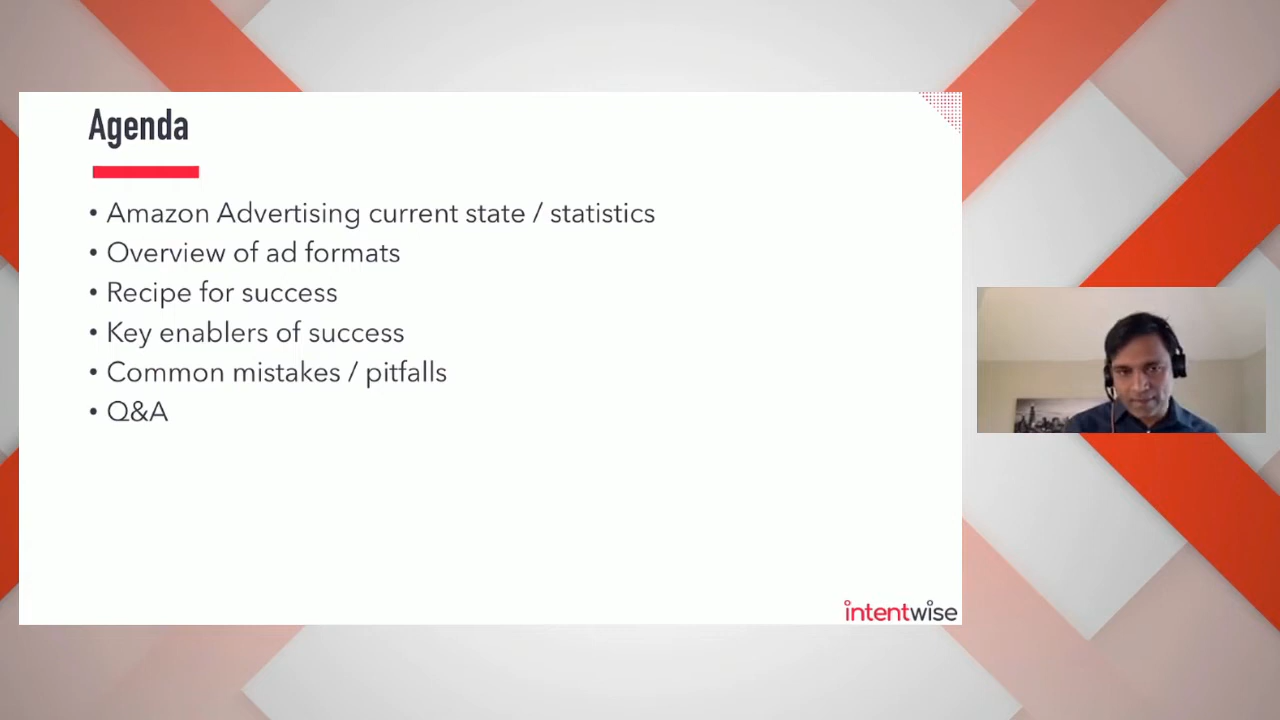 Agenda
• Amazon Advertising current state / statistics
• Overview of ad formats
• Recipe for success
• Key enablers of success
• Common mistakes / pitfalls
• Q&A
intentwise